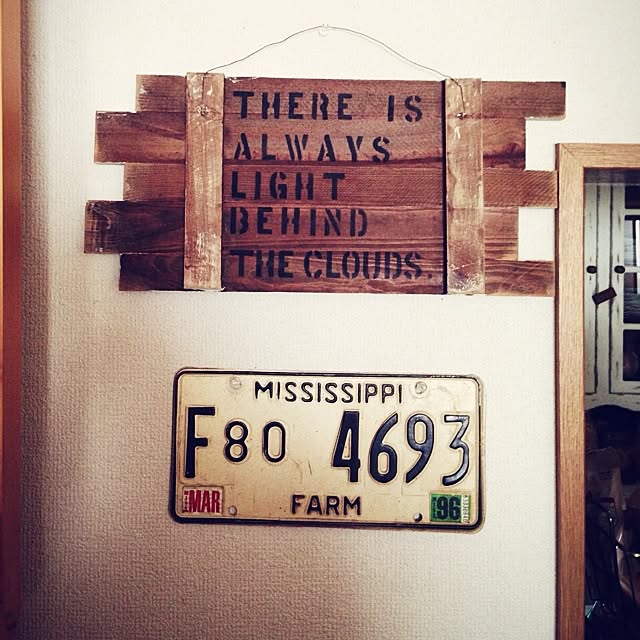 THERE IS
ALWAYS
LIGHT
BEHIND
THE CLOUDS.
MISSISSIPPI
F80 4693
MAR FARM 96